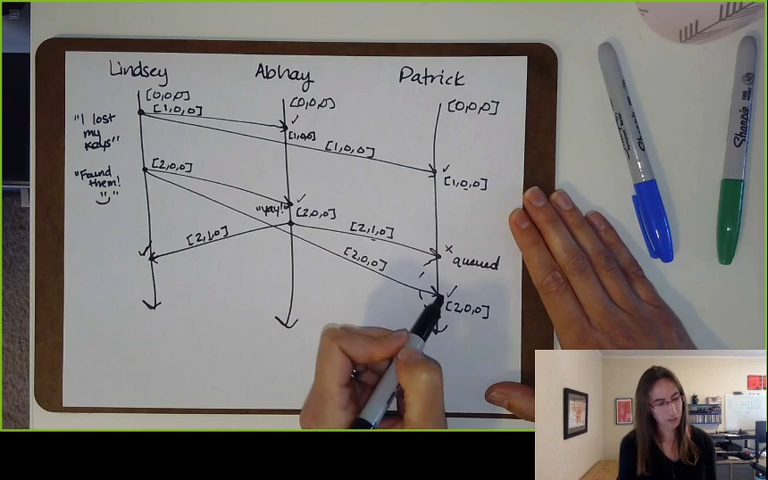 Lindsey Abhay Patrick
[0,0,0] [0,0,0] [0,0,0]
[1,0,0]
"I lost
my
keys"
✓
[1,0,0]
[1,0,0]
✓
[1,0,0]
"Found
them!
[2,0,0]
✓
"yay!"
[2,0,0]
[2,1,0]
[2,1,0]
✓
[2,0,0]
x
queued
✓
[2,0,0]
Sharpie
Sharpie